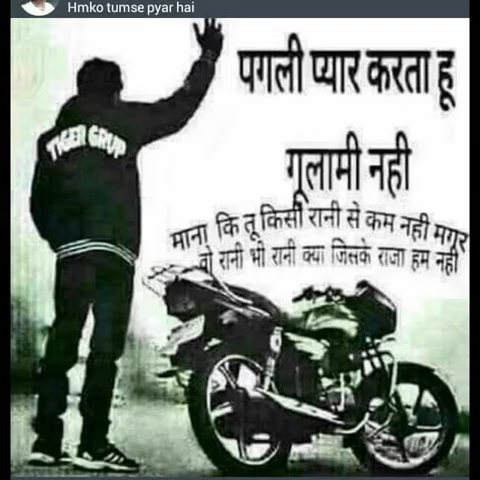 Hmko tumse pyar hai
पगली प्यार करता हू
TIGER GRUP
गूलामी नही
माना कि तू किसी रानी से कम नही मगर
वो रानी भी रानी क्या जिसके राजा हम नही